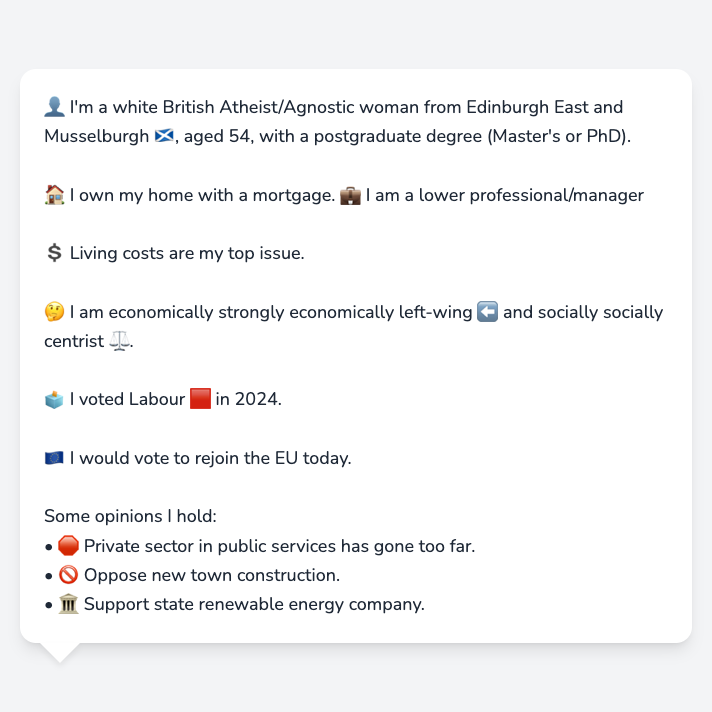 👤 I'm a white British Atheist/Agnostic woman from Edinburgh East and
Musselburgh 🏴󠁧󠁢󠁳󠁣󠁴󠁿, aged 54, with a postgraduate degree (Master's or PhD).
🏠 I own my home with a mortgage. 💼 I am a lower professional/manager
💲 Living costs are my top issue.
🤔 I am economically strongly economically left-wing ⬅️ and socially socially
centrist ⚖️.
🗳️ I voted Labour 🟥 in 2024.
🇪🇺 I would vote to rejoin the EU today.
Some opinions I hold:
• 🛑 Private sector in public services has gone too far.
• 🚫 Oppose new town construction.
• 🏛️ Support state renewable energy company.